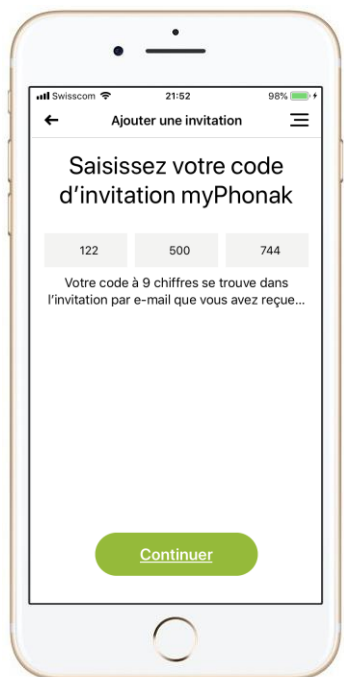 Swisscom 21:52 98%
Ajouter une invitation
Saisissez votre code
d'invitation myPhonak
122 500 744
Votre code à 9 chiffres se trouve dans
l'invitation par e-mail que vous avez reçue...
Continuer